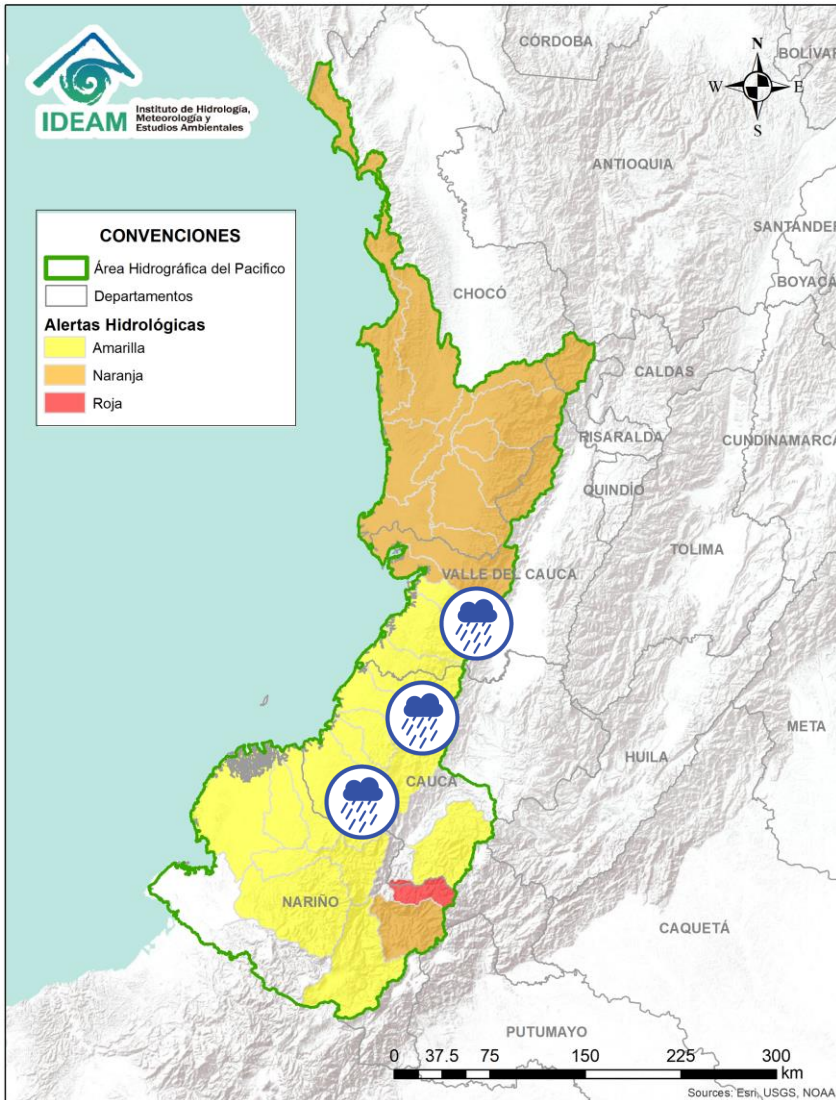 IDEAM
Instituto de Hidrología,
Meteorología y
Estudios Ambientales
CÓRDOBA
BOLÍVAR
N
W E
S
ANTIOQUIA
SANTANDER
BOYACÁ
CONVENCIONES
Área Hidrográfica del Pacifico
Departamentos
Alertas Hidrológicas
Amarilla
Naranja
Roja
CHOCÓ
CALDAS
RISARALDA
CUNDINAMARCA
QUINDÍO
TOLIMA
VALLE DEL CAUCA
META
HUILA
CAUCA
NARIÑO
CAQUETÁ
PUTUMAYO
0 37.5 75 150 225 300
km
Sources: Esri, USGS, NOAA